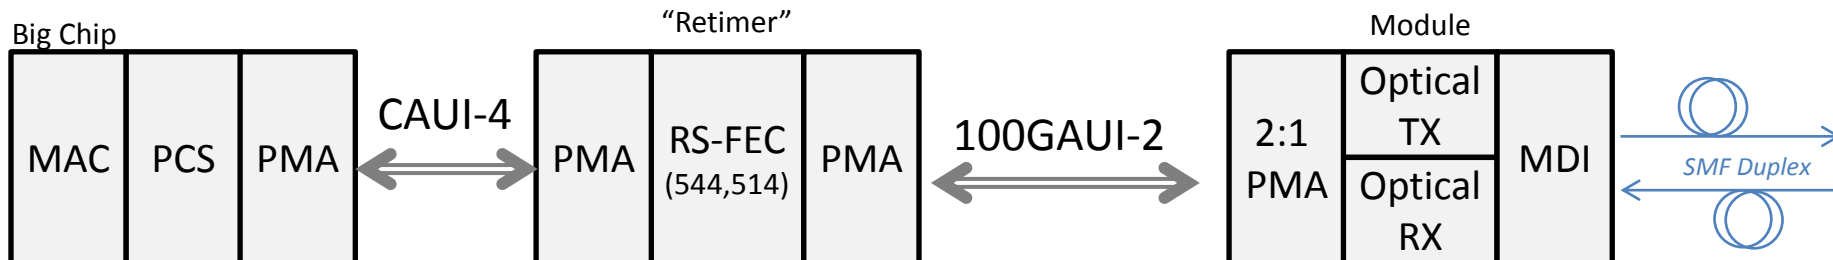 Big Chip
MAC
PCS
PMA
CAUI-4
“Retimer”
PMA
RS-FEC
(544,514)
PMA
100GAUI-2
Module
2:1
PMA
Optical
TX
Optical
RX
MDI
SMF Duplex